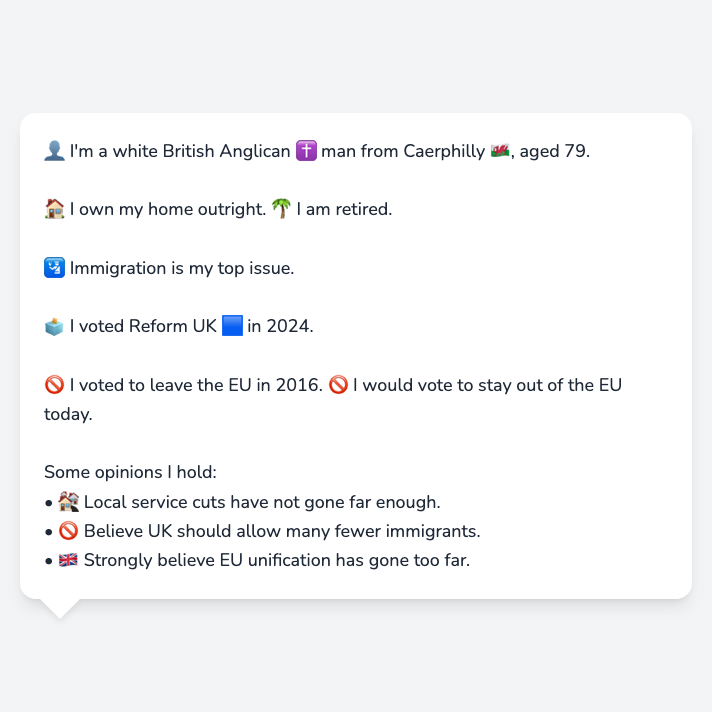 👤 I'm a white British Anglican ✝️ man from Caerphilly 🏴󠁧󠁢󠁷󠁬󠁳󠁿, aged 79.
🏠 I own my home outright. 🌴 I am retired.
🛂 Immigration is my top issue.
🗳️ I voted Reform UK 🟦 in 2024.
🚫 I voted to leave the EU in 2016. 🚫 I would vote to stay out of the EU
today.
Some opinions I hold:
• 🏚️ Local service cuts have not gone far enough.
• 🚫 Believe UK should allow many fewer immigrants.
• 🇬🇧 Strongly believe EU unification has gone too far.